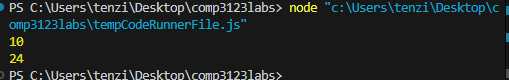 PS C:\Users\tenzi\Desktop\comp3123labs> node "c:\Users\tenzi\Desktop\c
omp3123labs\tempCodeRunnerFile.js"
10
24
PS C:\Users\tenzi\Desktop\comp3123labs>